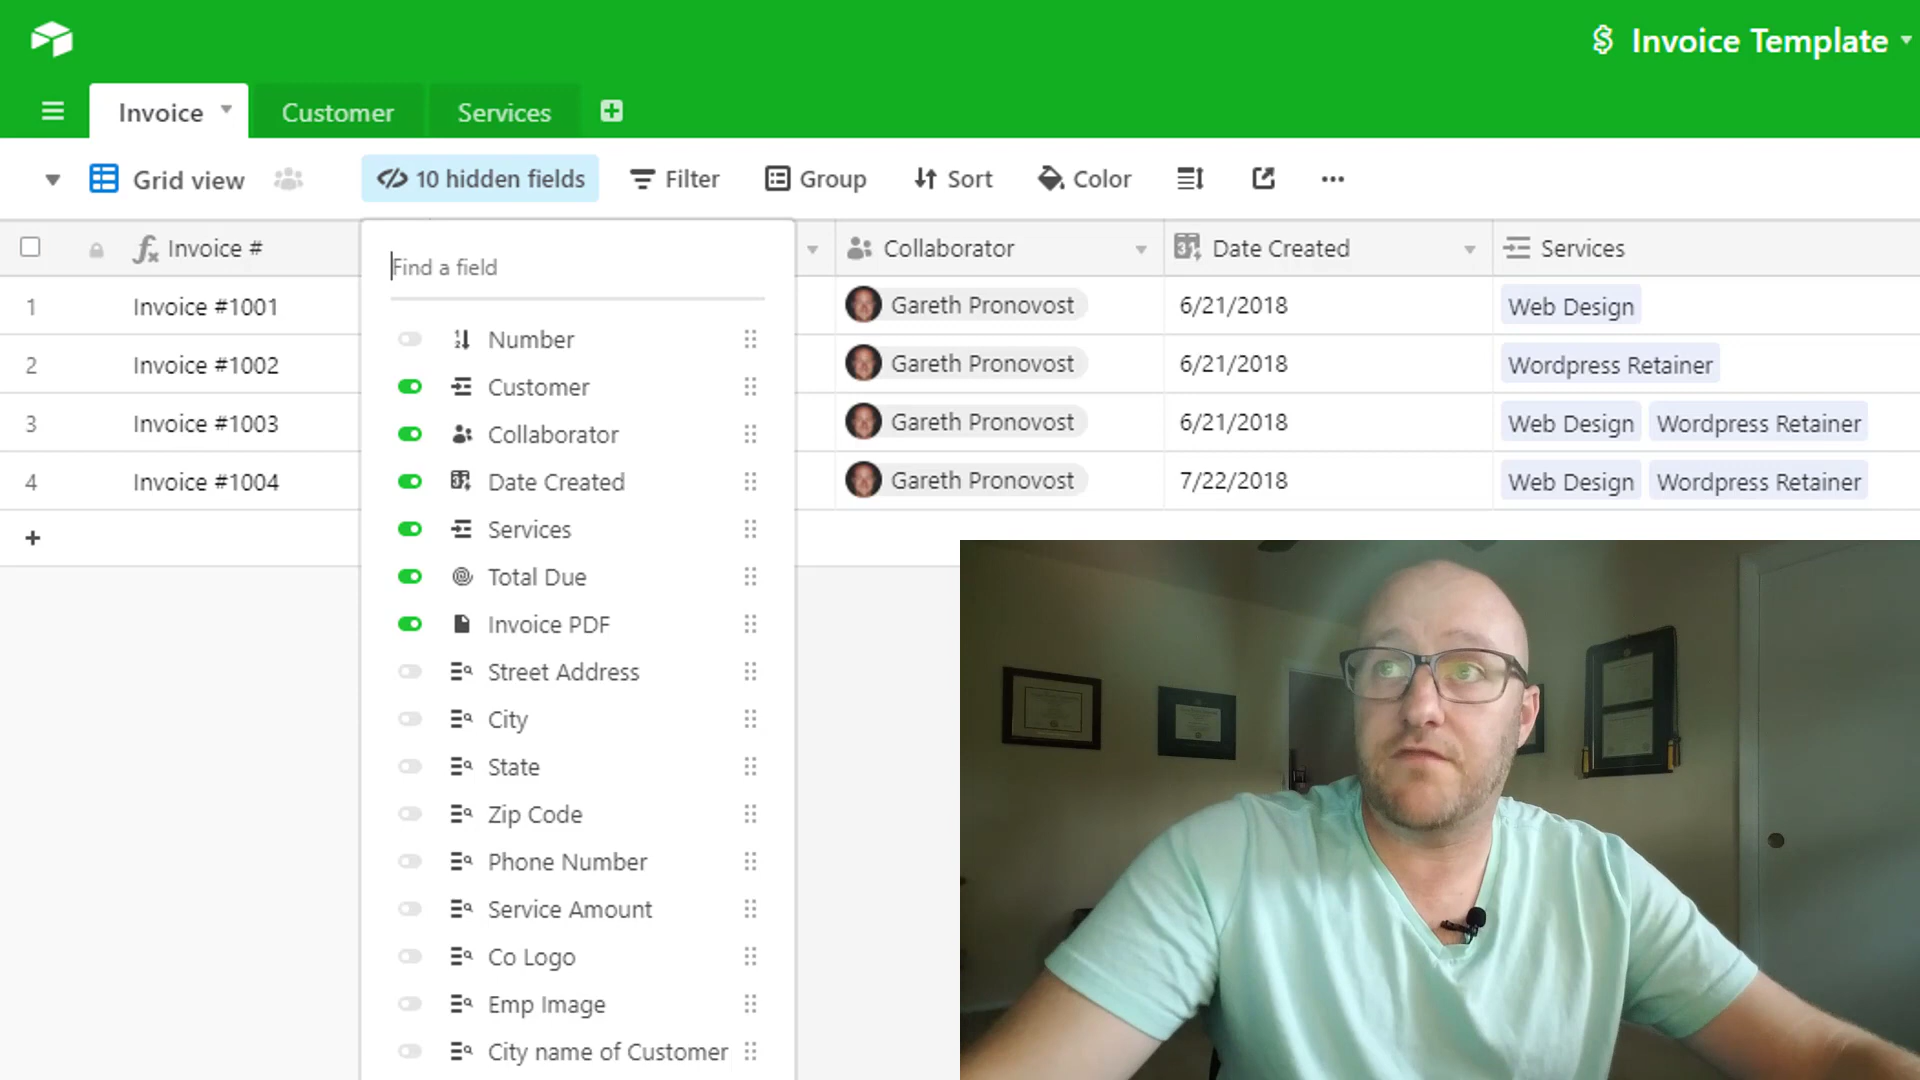 Invoice Template
Invoice
Customer
Services
Grid view
10 hidden fields
Filter
Group
Sort
Color
Invoice #
Collaborator
Date Created
Services
1 Invoice #1001 Gareth Pronovost 6/21/2018 Web Design
2 Invoice #1002 Gareth Pronovost 6/21/2018 Wordpress Retainer
3 Invoice #1003 Gareth Pronovost 6/21/2018 Web Design Wordpress Retainer
4 Invoice #1004 Gareth Pronovost 7/22/2018 Web Design Wordpress Retainer
Find a field
Number
Customer
Collaborator
Date Created
Services
Total Due
Invoice PDF
Street Address
City
State
Zip Code
Phone Number
Service Amount
Co Logo
Emp Image
City name of Customer